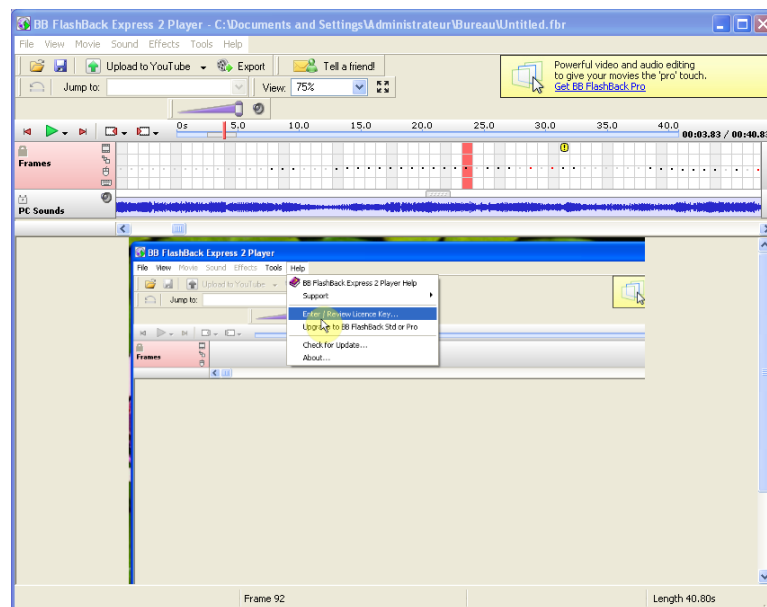 BB FlashBack Express 2 Player - C:\Documents and Settings\Administrateur\Bureau\Untitled.fbr
File View Movie Sound Effects Tools Help
Upload to YouTube Export Tell a friend!
Powerful video and audio editing
to give your movies the 'pro' touch.
Get BB FlashBack Pro
Jump to: View: 75%
0s 5.0 10.0 15.0 20.0 25.0 30.0 35.0 40.0
00:03.83 / 00:40.8
Frames
PC Sounds
BB FlashBack Express 2 Player
File View Movie Sound Effects Tools Help
Upload to YouTube
BB FlashBack Express 2 Player Help
Jump to:
Support
Enter / Review Licence Key...
Upgrade to BB FlashBack Std or Pro
Check for Update...
Frames
About...
Frame 92
Length 40.80s